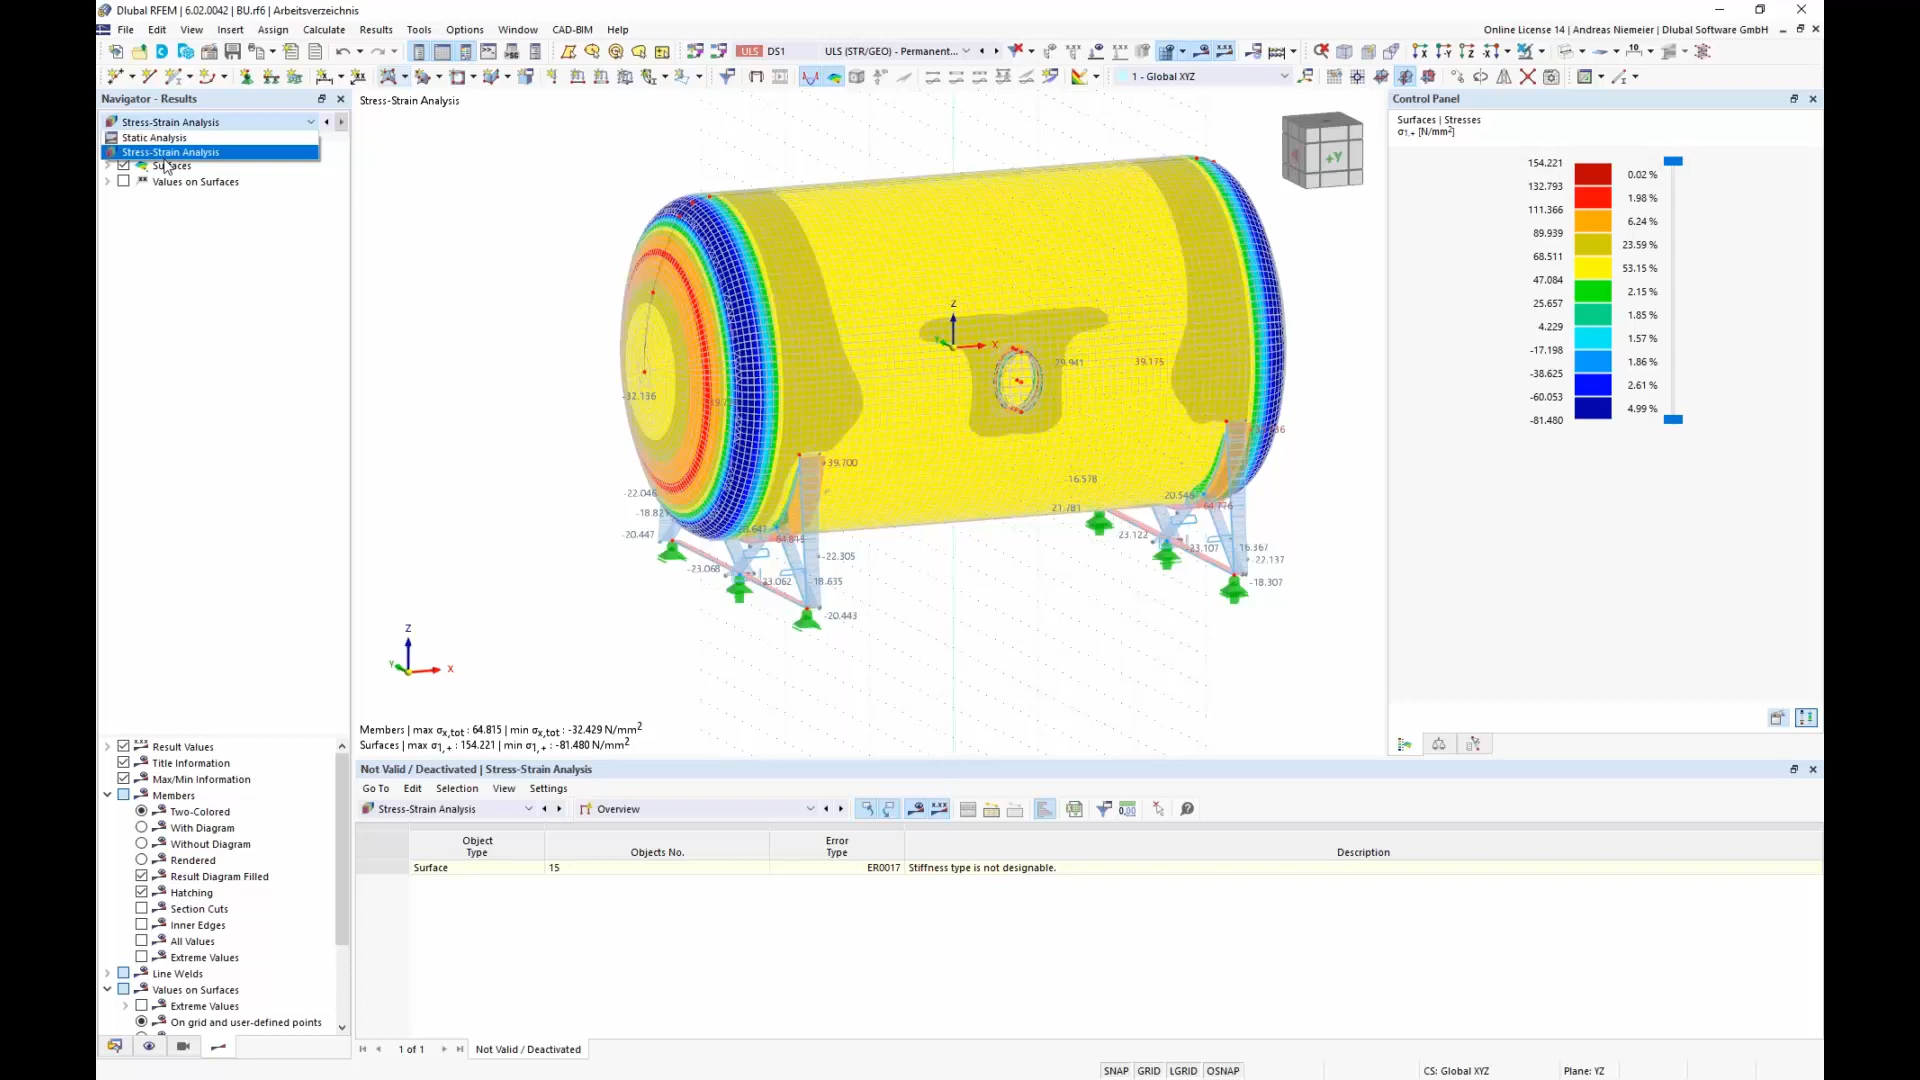 Dlubal RFEM | 6.02.0042 | BU.rf6 | Arbeitsverzeichnis
File Edit View Insert Assign Calculate Results Tools Options Window CAD-BIM Help
Online License 14 | Andreas Niemeier | Dlubal Software GmbH
ULS DS1 ULS (STR/GEO) - Permanent...
1 - Global XYZ
Navigator - Results
Stress-Strain Analysis
Static Analysis
Stress-Strain Analysis
Surfaces
Values on Surfaces
Result Values
Title Information
Max/Min Information
Members
Two-Colored
With Diagram
Without Diagram
Rendered
Result Diagram Filled
Hatching
Section Cuts
Inner Edges
All Values
Extreme Values
Line Welds
Values on Surfaces
Extreme Values
On grid and user-defined points
Stress-Strain Analysis
+Y
Z
X
29.941
39.175
-32.136
39.700
-16.578
-22.046
21.781
-20.546
64.776
-20.447
23.122
-23.107
16.367
-22.305
-22.137
-23.068
23.062
-18.635
-18.307
-20.443
Z
Y
X
Members | max σx,tot : 64.815 | min σx,tot : -32.429 N/mm2
Surfaces | max σ1,+ : 154.221 | min σ1,+ : -81.480 N/mm2
Control Panel
Surfaces | Stresses
σ1,+ [N/mm2]
154.221
0.02 %
132.793
1.98 %
111.366
6.24 %
89.939
23.59 %
68.511
53.15 %
47.084
2.15 %
25.657
1.85 %
4.229
1.57 %
-17.198
1.86 %
-38.625
2.61 %
-60.053
4.99 %
-81.480
Not Valid / Deactivated | Stress-Strain Analysis
Go To Edit Selection View Settings
Stress-Strain Analysis Overview
Object Type Objects No. Error Type Description
Surface 15 ER0017 Stiffness type is not designable.
1 of 1 Not Valid / Deactivated
SNAP GRID LGRID OSNAP CS: Global XYZ Plane: YZ